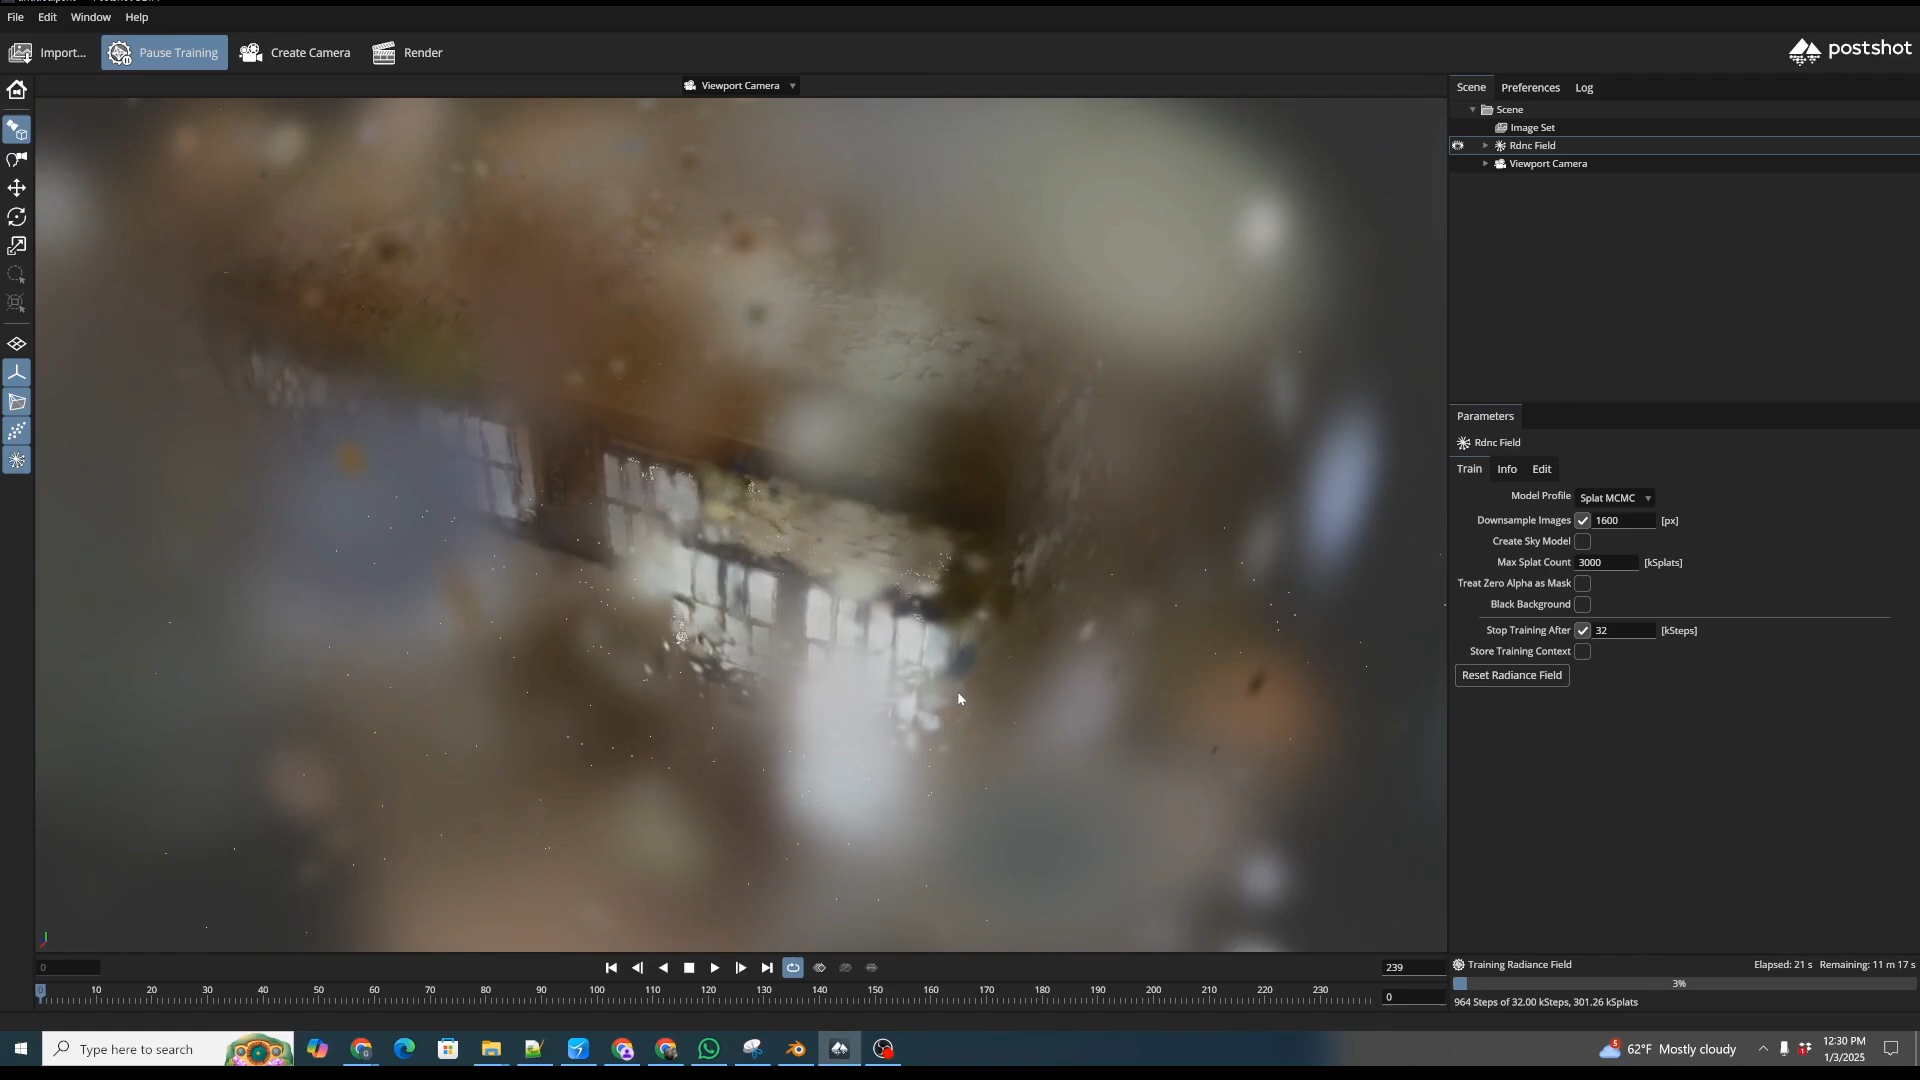 File Edit Window Help
Import... Pause Training Create Camera Render
postshot
Viewport Camera
Scene Preferences Log
Scene
Image Set
Rdnc Field
Viewport Camera
Parameters
Rdnc Field
Train Info Edit
Model Profile Splat MCMC
Downsample Images 1600 [px]
Create Sky Model
Max Splat Count 3000 [kSplats]
Treat Zero Alpha as Mask
Black Background
Stop Training After 32 [kSteps]
Store Training Context
Reset Radiance Field
0 239
Training Radiance Field Elapsed: 21 s Remaining: 11 m 17 s
3%
964 Steps of 32.00 kSteps, 301.26 kSplats
0 10 20 30 40 50 60 70 80 90 100 110 120 130 140 150 160 170 180 190 200 210 220 230 0
Type here to search
5 62°F Mostly cloudy
12:30 PM
1/3/2025